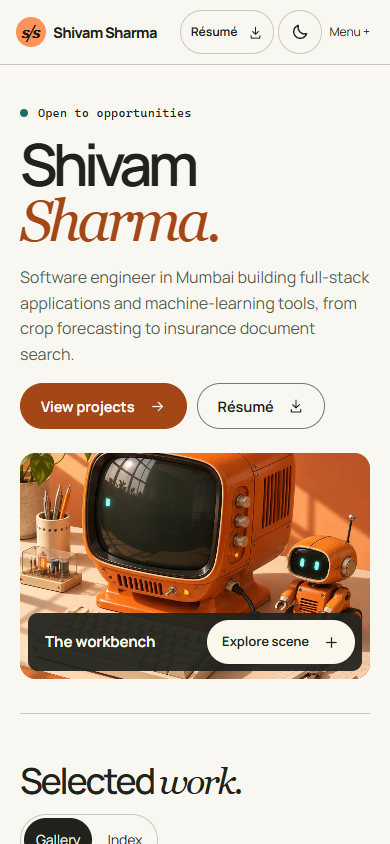 s/s Shivam Sharma Résumé Menu +
Open to opportunities
Shivam
Sharma.
Software engineer in Mumbai building full-stack
applications and machine-learning tools, from
crop forecasting to insurance document
search.
View projects → Résumé
The workbench Explore scene +
Selected work.
Gallery Index